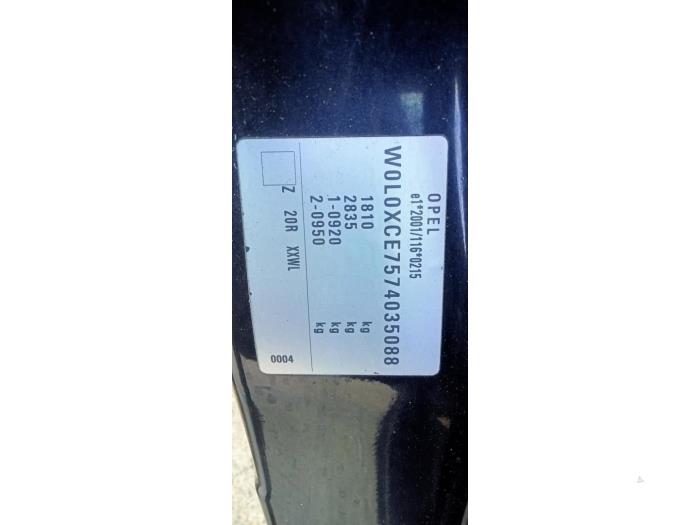 OPEL
e1*2001/116*0215
W0L0XCE7574035088
1810 kg
2835 kg
1-0920 kg
2-0950 kg
Z 20R XXWL
0004